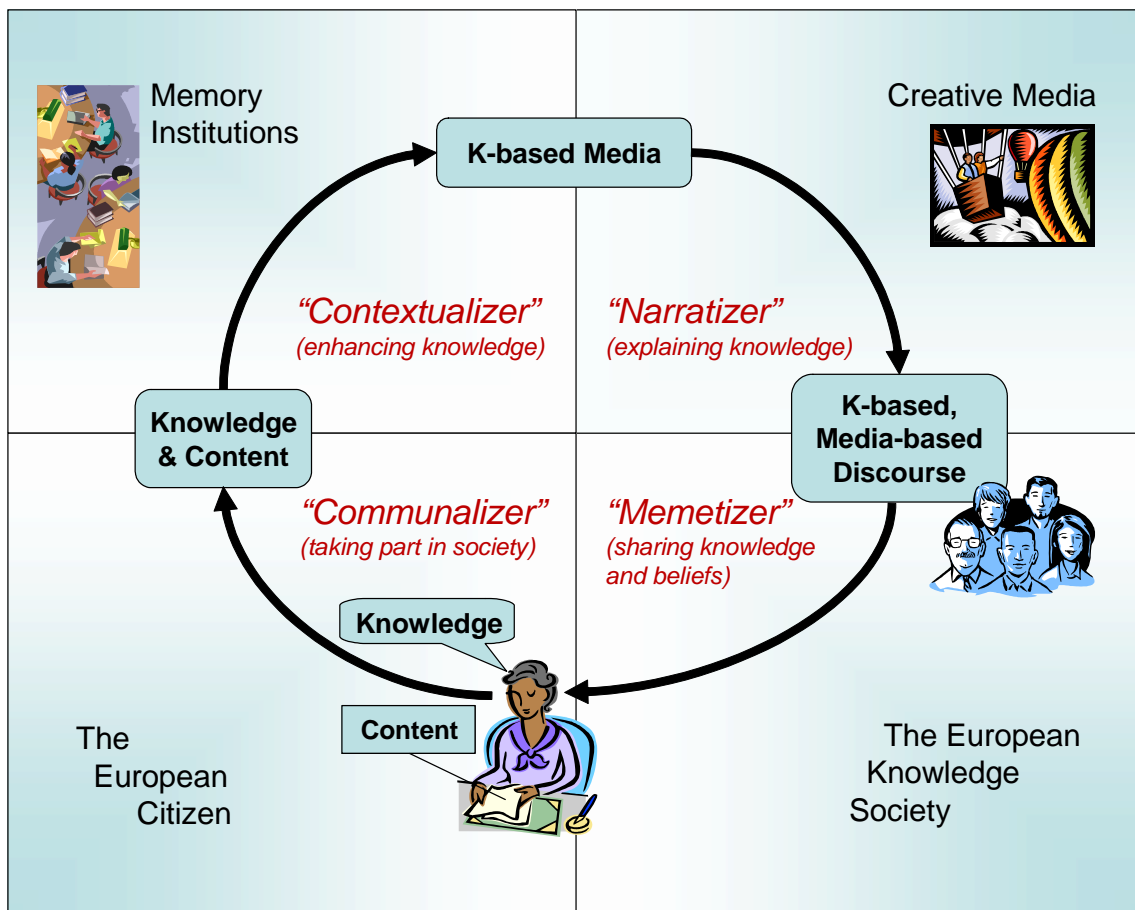 Memory
Institutions
Creative Media
K-based Media
“Contextualizer”
(enhancing knowledge)
“Narratizer”
(explaining knowledge)
Knowledge
& Content
K-based,
Media-based
Discourse
“Communalizer”
(taking part in society)
“Memetizer”
(sharing knowledge
and beliefs)
Knowledge
Content
The
European
Citizen
The European
Knowledge
Society